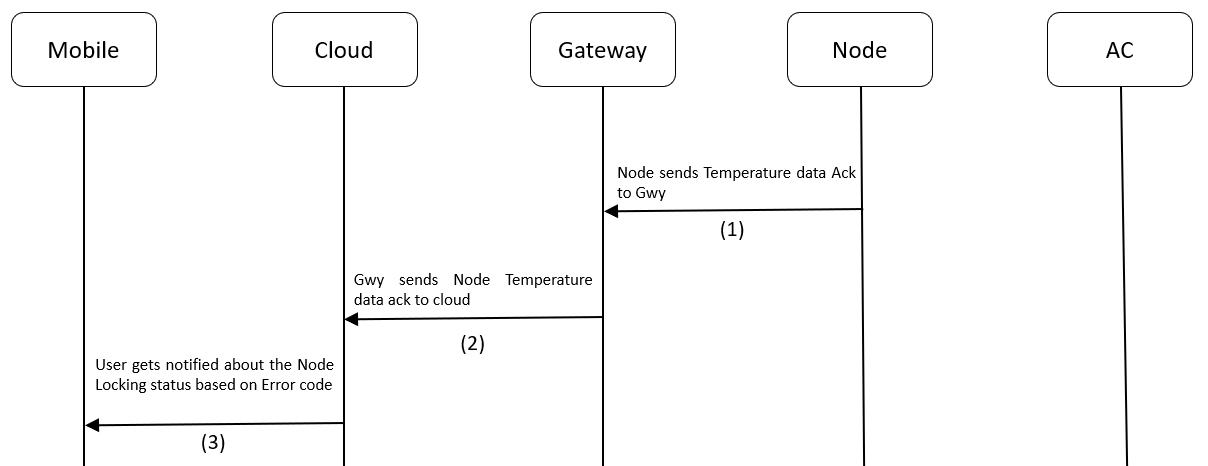 Mobile
Cloud
Gateway
Node
AC
Node sends Temperature data Ack
to Gwy
(1)
Gwy sends Node Temperature
data ack to cloud
(2)
User gets notified about the Node
Locking status based on Error code
(3)